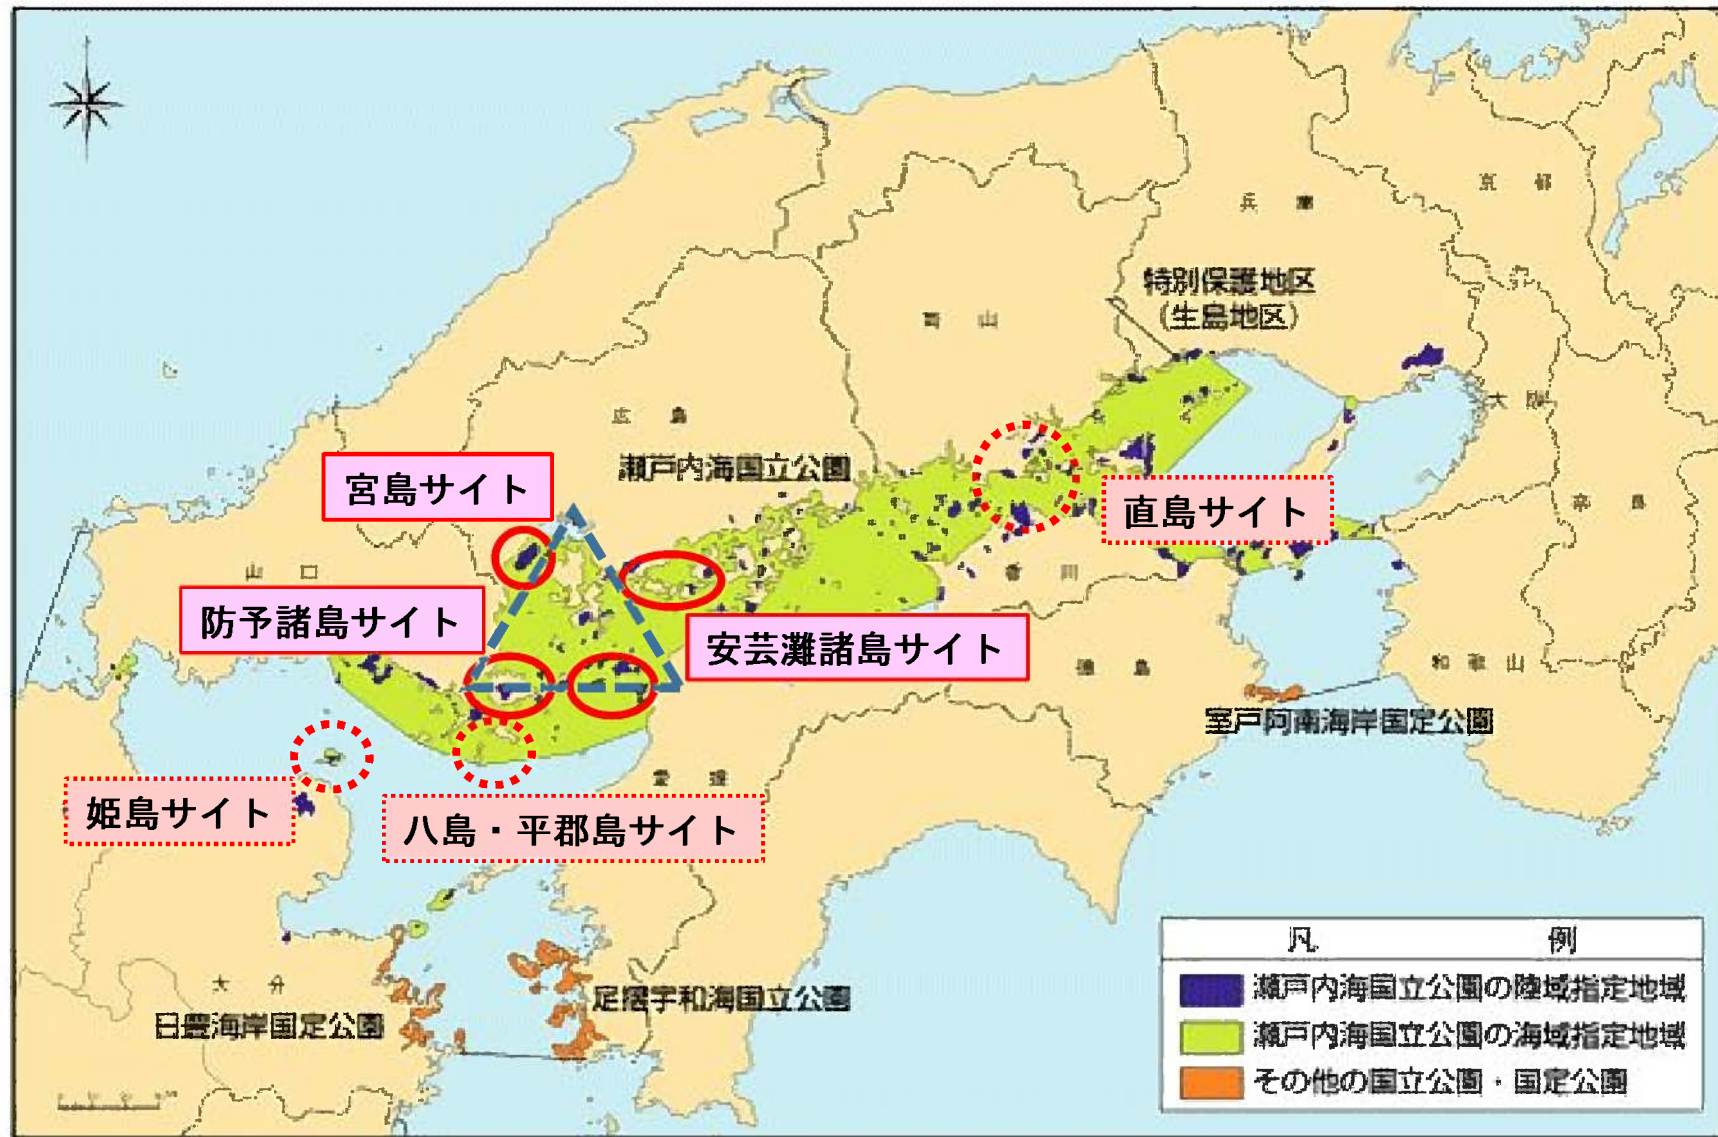 京 都
兵 庫
特別保護地区
(生島地区)
岡 山
大 阪
広 島
瀬戸内海国立公園
宮島サイト
直島サイト
奈 良
山 口
香 川
防予諸島サイト
安芸灘諸島サイト
徳 島
和 歌 山
室戸阿南海岸国定公園
愛 媛
姫島サイト
八島・平郡島サイト
凡 例
大 分
瀬戸内海国立公園の陸域指定地域
足摺宇和海国立公園
日豊海岸国定公園
瀬戸内海国立公園の海域指定地域
その他の国立公園・国定公園